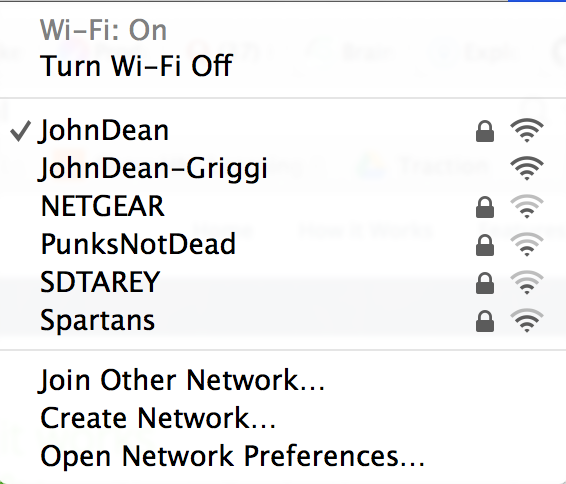 Wi-Fi: On
Turn Wi-Fi Off
JohnDean
JohnDean-Griggi
NETGEAR
PunksNotDead
SDTAREY
Spartans
Join Other Network...
Create Network...
Open Network Preferences...